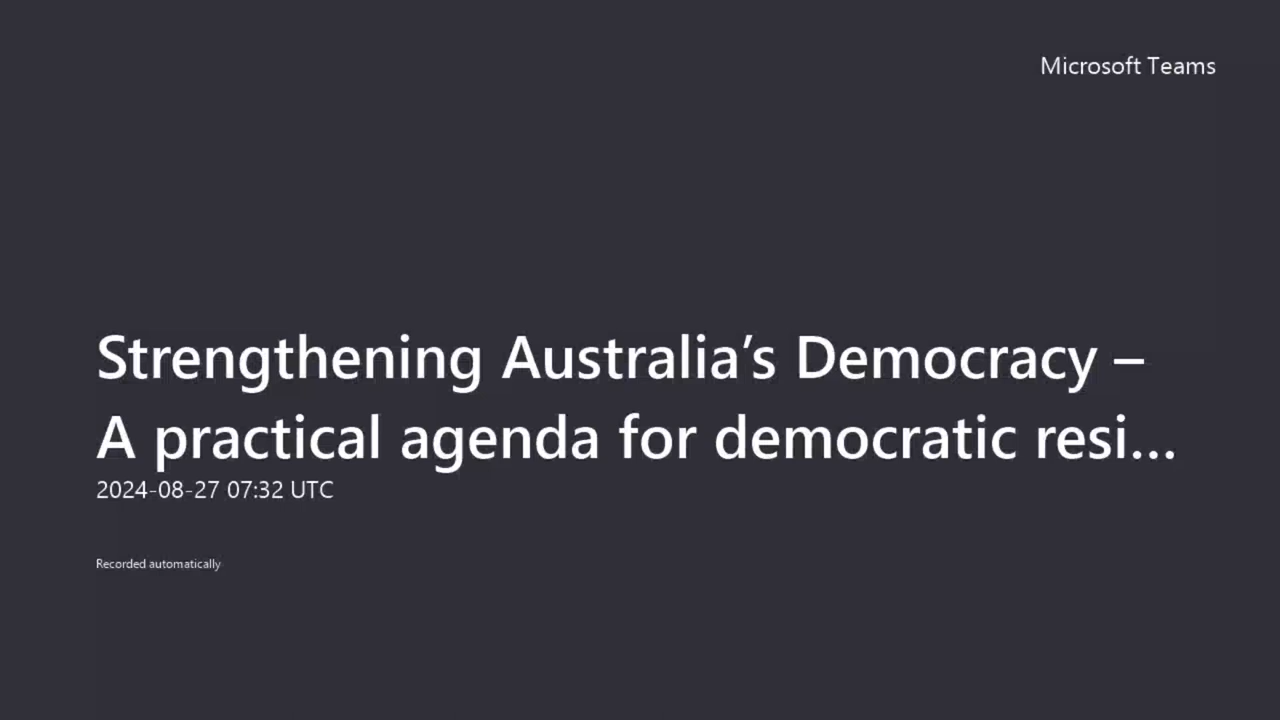 Microsoft Teams
Strengthening Australia’s Democracy –
A practical agenda for democratic resi...
2024-08-27 07:32 UTC
Recorded automatically